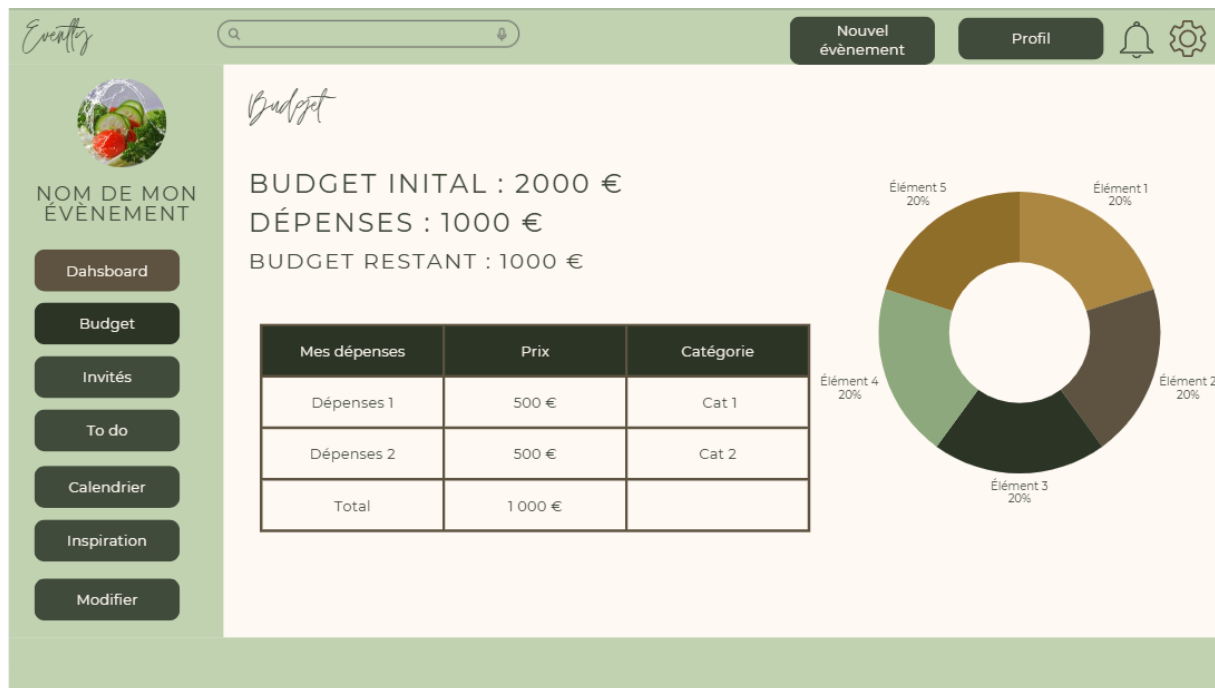 Evently
Nouvel
évènement
Profil
Budget
NOM DE MON
ÉVÈNEMENT
Dahsboard
Budget
Invités
To do
Calendrier
Inspiration
Modifier
BUDGET INITAL : 2000 €
DÉPENSES : 1000 €
BUDGET RESTANT : 1000 €
Mes dépenses Prix Catégorie
Dépenses 1 500 € Cat 1
Dépenses 2 500 € Cat 2
Total 1 000 €
Élément 5
20%
Élément 1
20%
Élément 4
20%
Élément 2
20%
Élément 3
20%